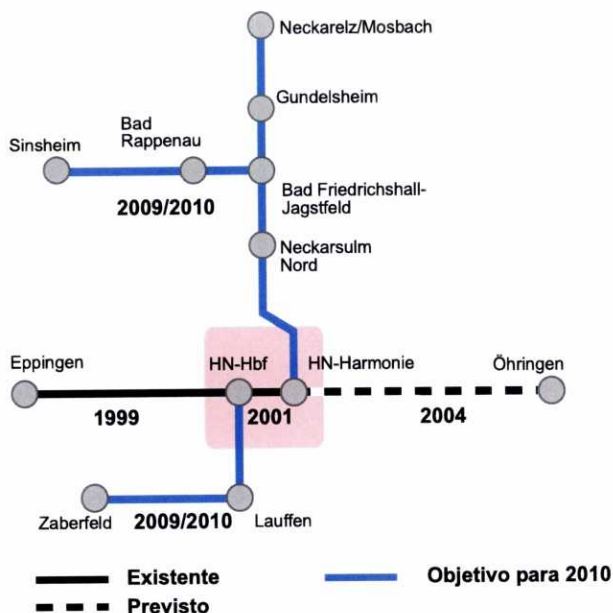 Neckarelz/Mosbach
Gundelsheim
Bad
Rappenau
Sinsheim
2009/2010
Bad Friedrichshall-
Jagstfeld
Neckarsulm
Nord
Eppingen
HN-Hbf
HN-Harmonie
Öhringen
1999
2001
2004
Zaberfeld
2009/2010
Lauffen
Existente
Objetivo para 2010
Previsto